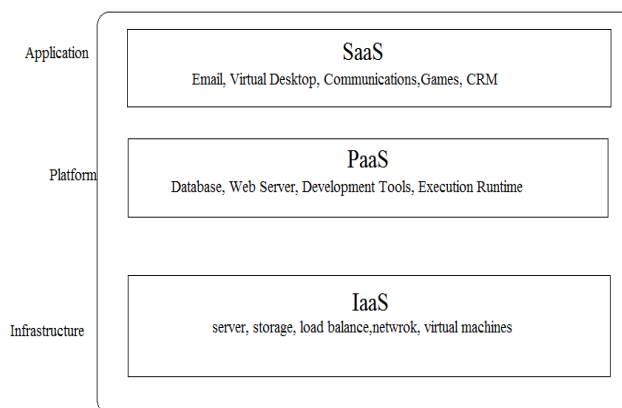 Application
SaaS
Email, Virtual Desktop, Communications,Games, CRM
Platform
PaaS
Database, Web Server, Development Tools, Execution Runtime
Infrastructure
IaaS
server, storage, load balance,netwrok, virtual machines